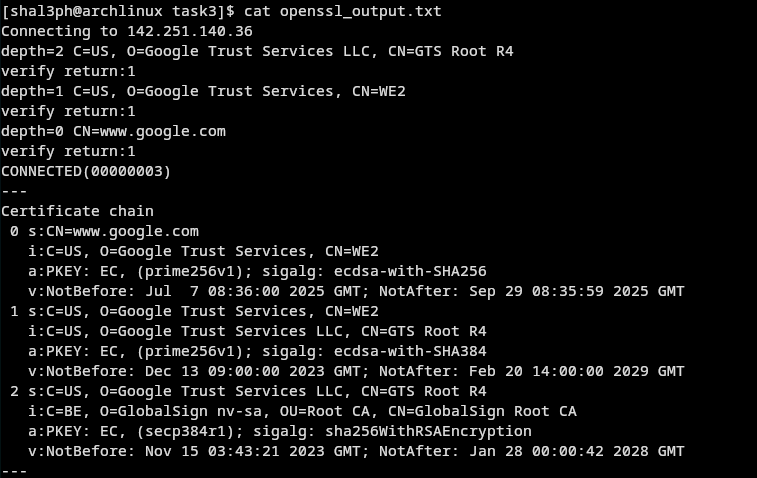 [shal3ph@archlinux task3]$ cat openssl_output.txt
Connecting to 142.251.140.36
depth=2 C=US, O=Google Trust Services LLC, CN=GTS Root R4
verify return:1
depth=1 C=US, O=Google Trust Services, CN=WE2
verify return:1
depth=0 CN=www.google.com
verify return:1
CONNECTED(00000003)
---
Certificate chain
 0 s:CN=www.google.com
   i:C=US, O=Google Trust Services, CN=WE2
   a:PKEY: EC, (prime256v1); sigalg: ecdsa-with-SHA256
   v:NotBefore: Jul  7 08:36:00 2025 GMT; NotAfter: Sep 29 08:35:59 2025 GMT
 1 s:C=US, O=Google Trust Services, CN=WE2
   i:C=US, O=Google Trust Services LLC, CN=GTS Root R4
   a:PKEY: EC, (prime256v1); sigalg: ecdsa-with-SHA384
   v:NotBefore: Dec 13 09:00:00 2023 GMT; NotAfter: Feb 20 14:00:00 2029 GMT
 2 s:C=US, O=Google Trust Services LLC, CN=GTS Root R4
   i:C=BE, O=GlobalSign nv-sa, OU=Root CA, CN=GlobalSign Root CA
   a:PKEY: EC, (secp384r1); sigalg: sha256WithRSAEncryption
   v:NotBefore: Nov 15 03:43:21 2023 GMT; NotAfter: Jan 28 00:00:42 2028 GMT
---